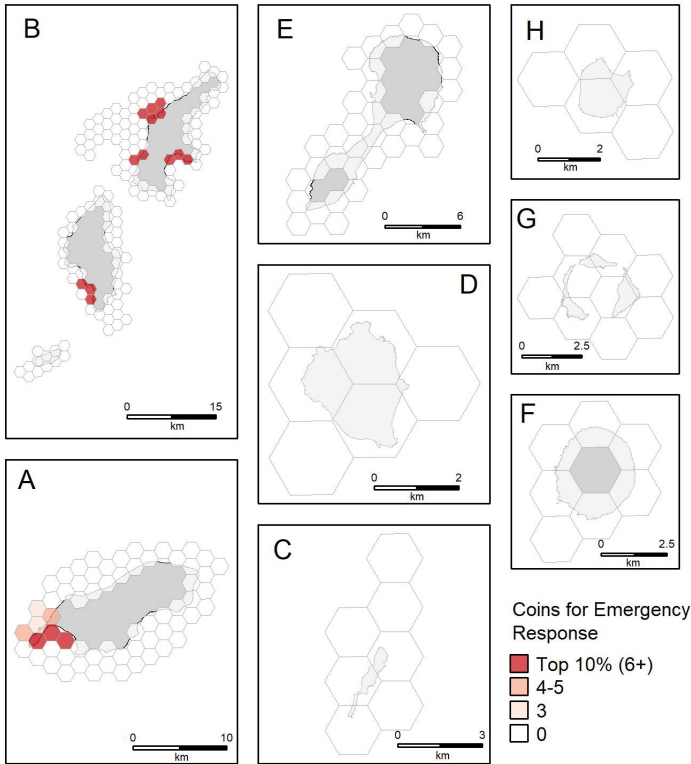 B
0 15
km
E
0 6
km
H
0 2
km
G
0 2.5
km
D
0 2
km
F
0 2.5
km
A
0 10
km
C
0 3
km
Coins for Emergency
Response
Top 10% (6+)
4-5
3
0